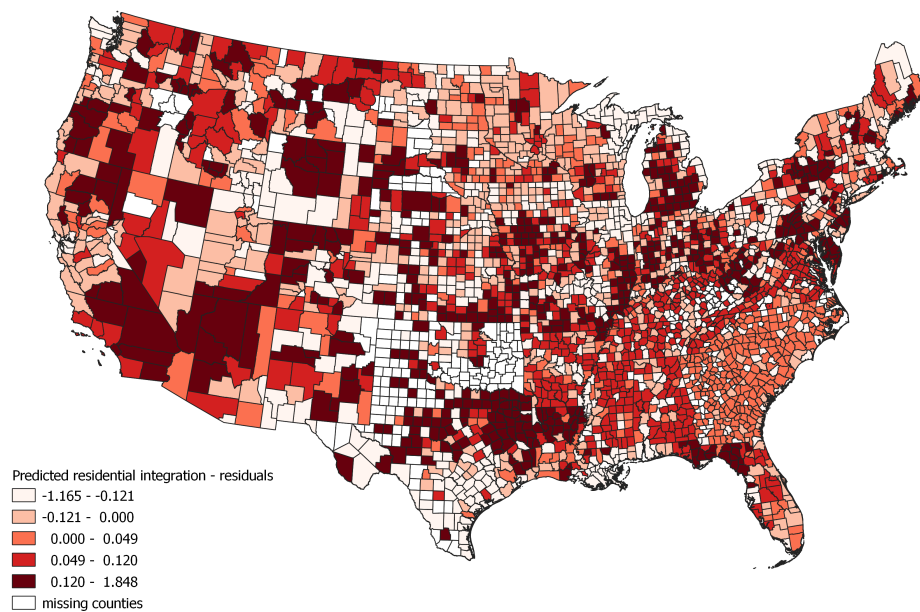 Predicted residential integration - residuals
-1.165 - -0.121
-0.121 - 0.000
0.000 - 0.049
0.049 - 0.120
0.120 - 1.848
missing counties